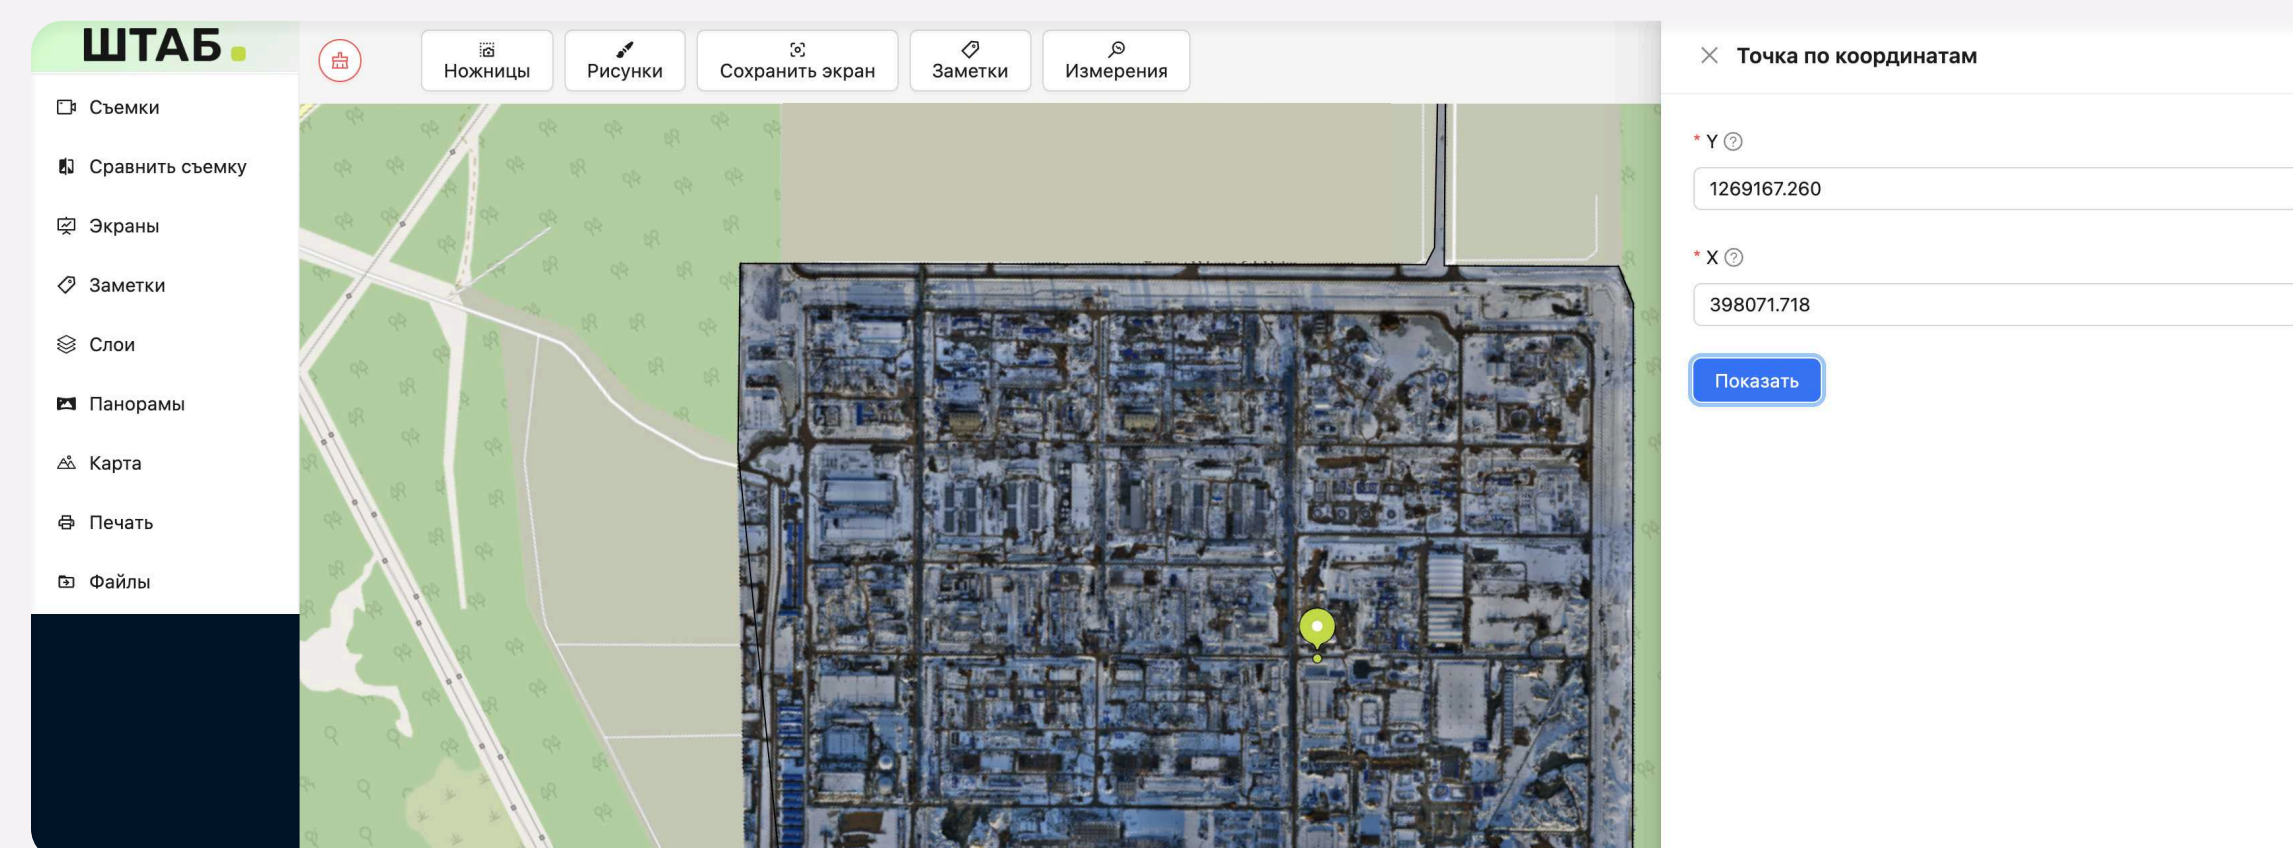 ШТАБ.
Съемки
Сравнить съемку
Экраны
Заметки
Слои
Панорамы
Карта
Печать
Файлы
Ножницы
Рисунки
Сохранить экран
Заметки
Измерения
Точка по координатам
* Y
1269167.260
* X
398071.718
Показать